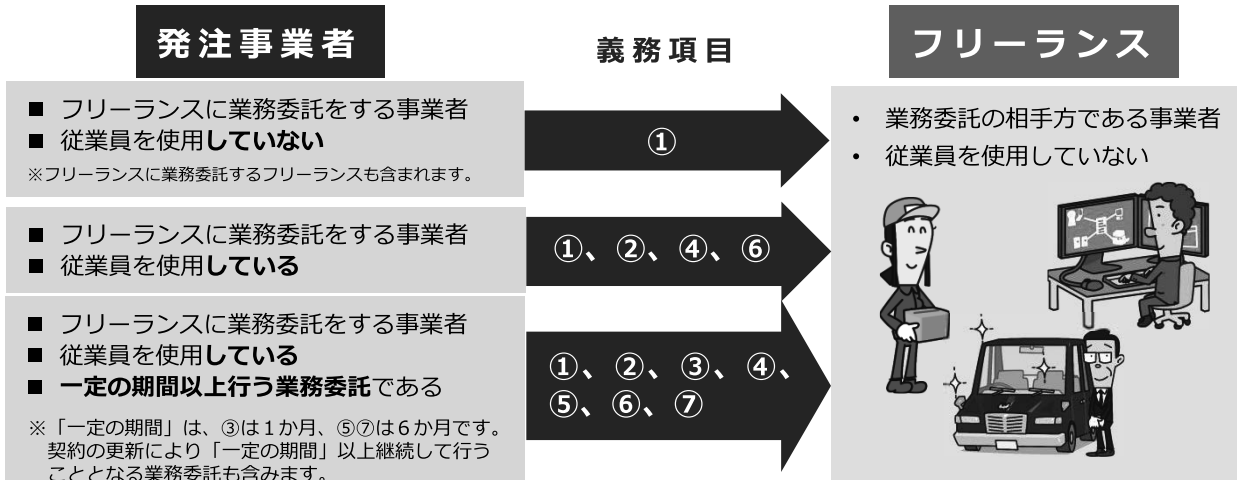 発注事業者
義務項目
フリーランス
■ フリーランスに業務委託をする事業者
■ 従業員を使用していない
※フリーランスに業務委託するフリーランスも含まれます。
①
• 業務委託の相手方である事業者
• 従業員を使用していない
■ フリーランスに業務委託をする事業者
■ 従業員を使用している
①、②、④、⑥
■ フリーランスに業務委託をする事業者
■ 従業員を使用している
■ 一定の期間以上行う業務委託である
※「一定の期間」は、③は１か月、⑤⑦は６か月です。
契約の更新により「一定の期間」以上継続して行う
こととなる業務委託も含みます。
①、②、③、④、
⑤、⑥、⑦